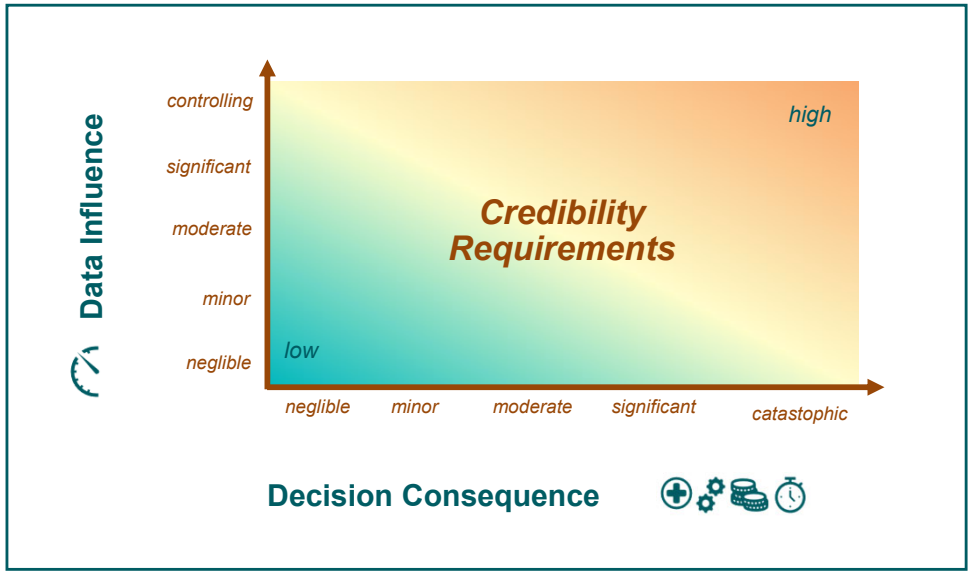 controlling
high
significant
Data Influence
moderate
Credibility
Requirements
minor
low
neglible
neglible
minor
moderate
significant
catastophic
Decision Consequence